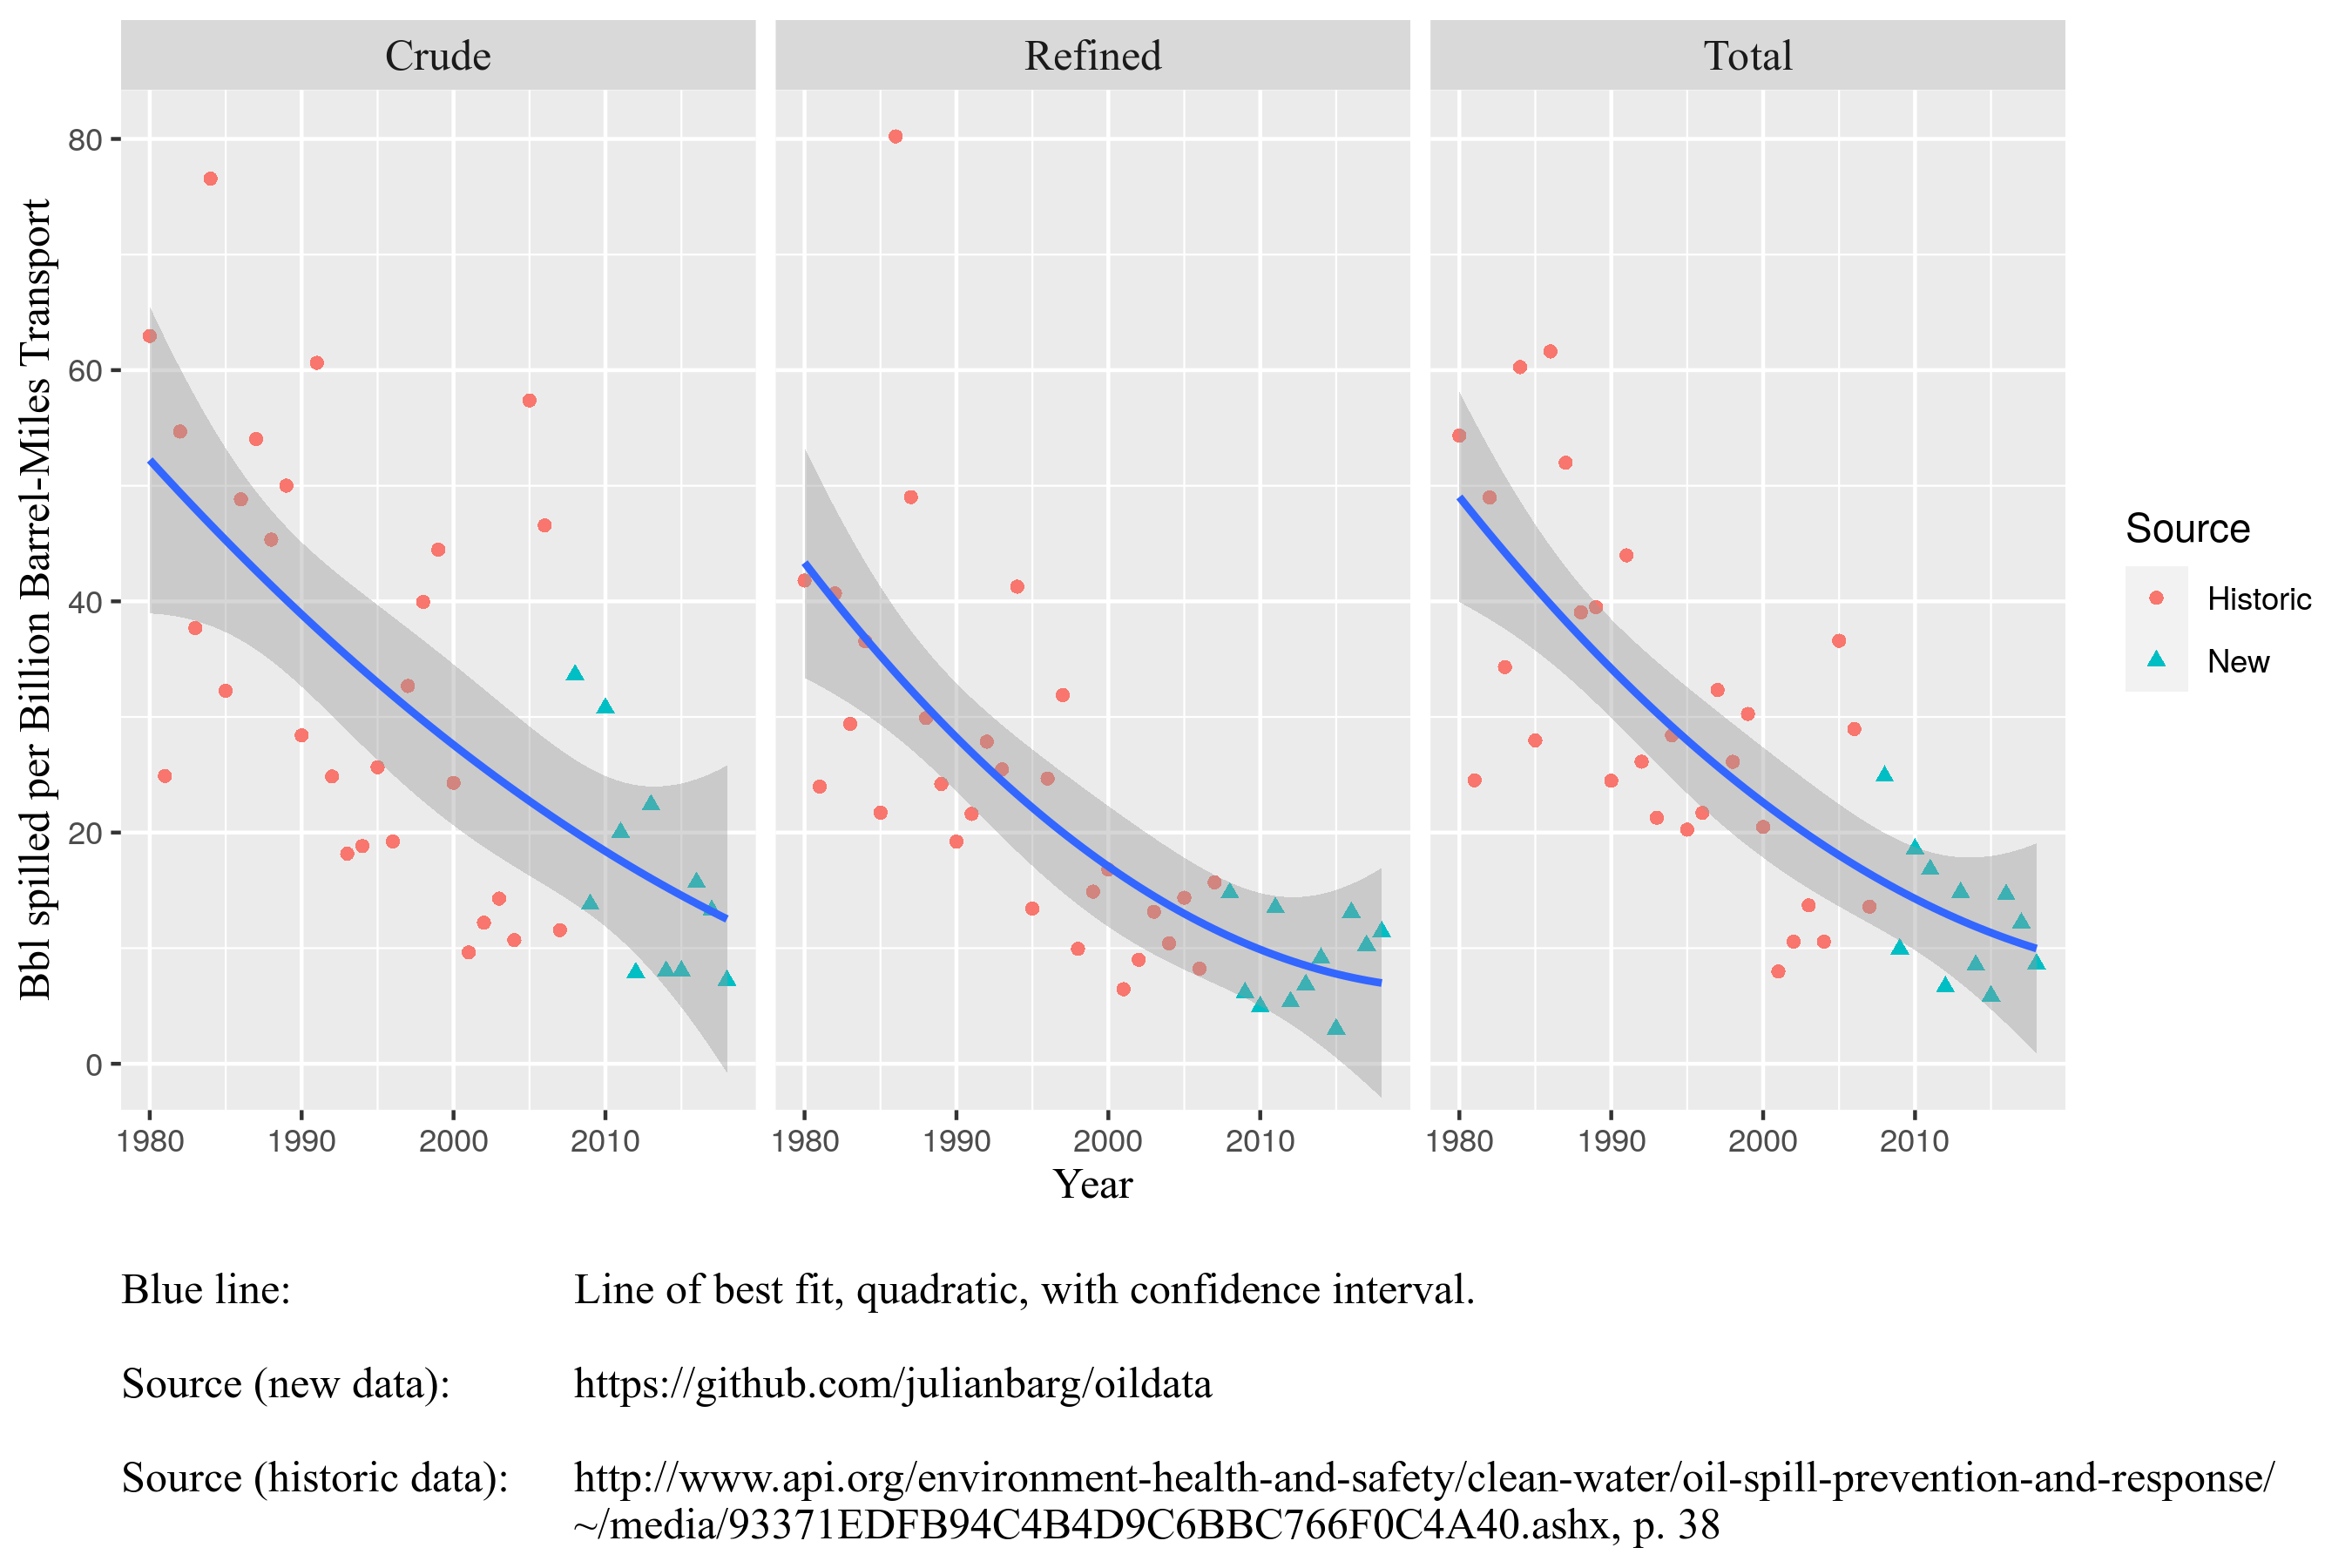 Crude Refined Total
Bbl spilled per Billion Barrel-Miles Transport
80
60
40
20
0
1980 1990 2000 2010 1980 1990 2000 2010 1980 1990 2000 2010
Year
Source
Historic
New
Blue line: Line of best fit, quadratic, with confidence interval.
Source (new data): https://github.com/julianbarg/oildata
Source (historic data): http://www.api.org/environment-health-and-safety/clean-water/oil-spill-prevention-and-response/
~/media/93371EDFB94C4B4D9C6BBC766F0C4A40.ashx, p. 38